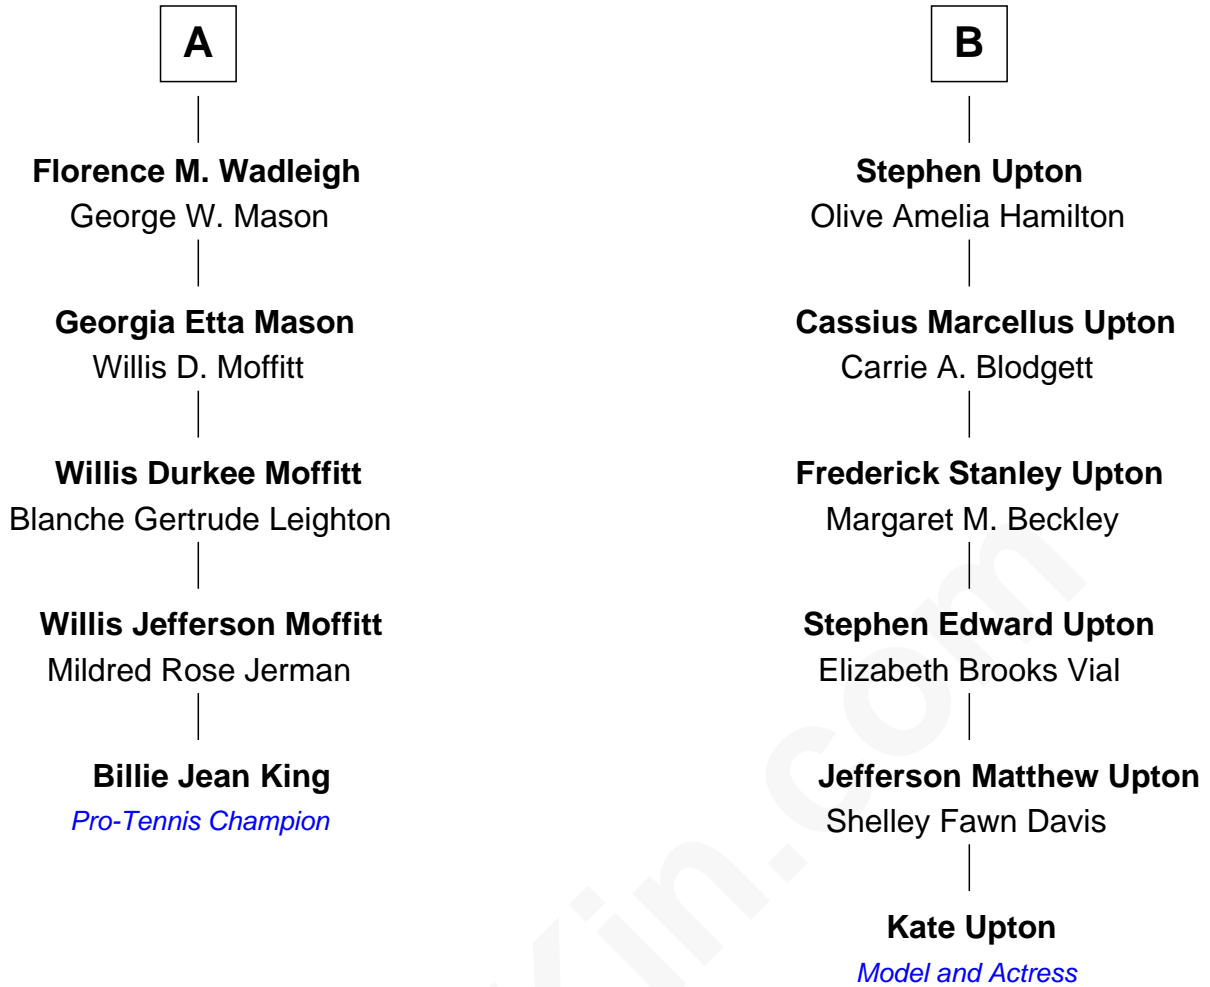 A
Florence M. Wadleigh
George W. Mason
Georgia Etta Mason
Willis D. Moffitt
Willis Durkee Moffitt
Blanche Gertrude Leighton
Willis Jefferson Moffitt
Mildred Rose Jerman
Billie Jean King
Pro-Tennis Champion
B
Stephen Upton
Olive Amelia Hamilton
Cassius Marcellus Upton
Carrie A. Blodgett
Frederick Stanley Upton
Margaret M. Beckley
Stephen Edward Upton
Elizabeth Brooks Vial
Jefferson Matthew Upton
Shelley Fawn Davis
Kate Upton
Model and Actress
Kin.com